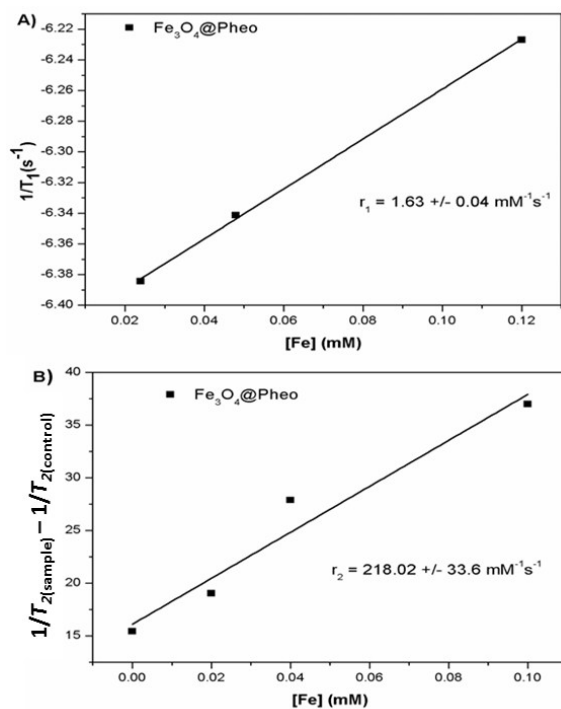 A)
Fe₃O₄@Pheo
-6.22
-6.24
-6.26
-6.28
-6.30
-6.32
-6.34
-6.36
-6.38
-6.40
1/T₁(s⁻¹)
r₁ = 1.63 +/- 0.04 mM⁻¹s⁻¹
0.02 0.04 0.06 0.08 0.10 0.12
[Fe] (mM)
B)
Fe₃O₄@Pheo
40
35
30
25
20
15
1/T₂(sample) – 1/T₂(control)
r₂ = 218.02 +/- 33.6 mM⁻¹s⁻¹
0.00 0.02 0.04 0.06 0.08 0.10
[Fe] (mM)